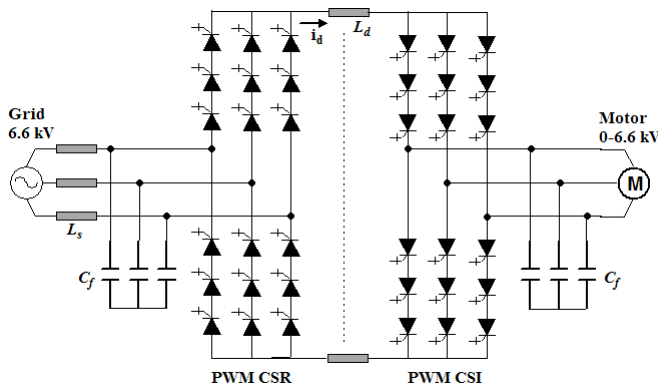 L_d
i_d
Grid
6.6 kV
Motor
0-6.6 kV
M
L_s
C_f
C_f
PWM CSR
PWM CSI